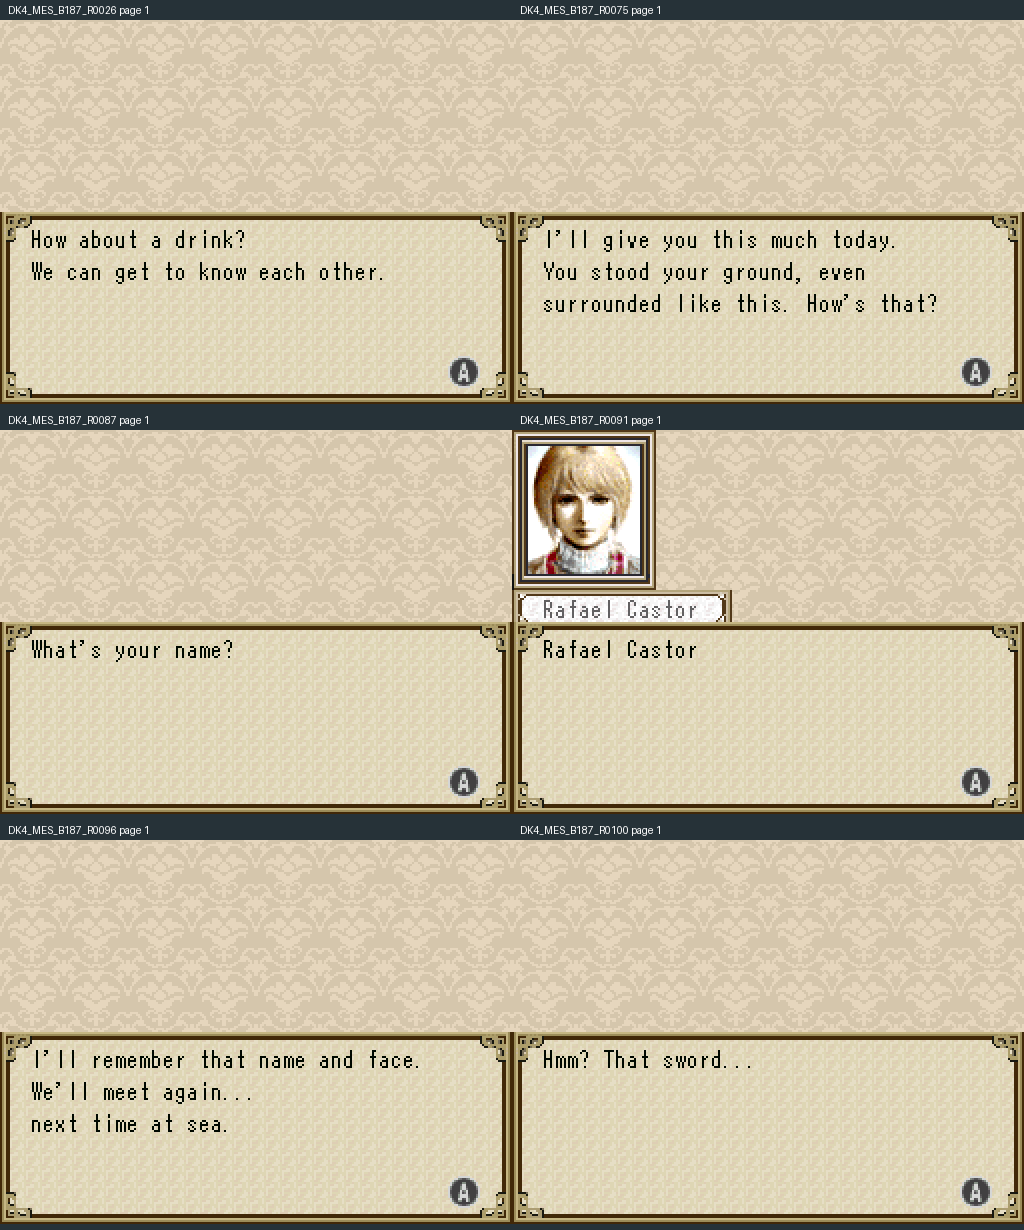 DK4_MES_B187_R0026 page 1
How about a drink?
We can get to know each other.
A
DK4_MES_B187_R0075 page 1
I'll give you this much today.
You stood your ground, even
surrounded like this. How's that?
A
DK4_MES_B187_R0087 page 1
What's your name?
A
DK4_MES_B187_R0091 page 1
Rafael Castor
Rafael Castor
A
DK4_MES_B187_R0096 page 1
I'll remember that name and face.
We'll meet again...
next time at sea.
A
DK4_MES_B187_R0100 page 1
Hmm? That sword...
A